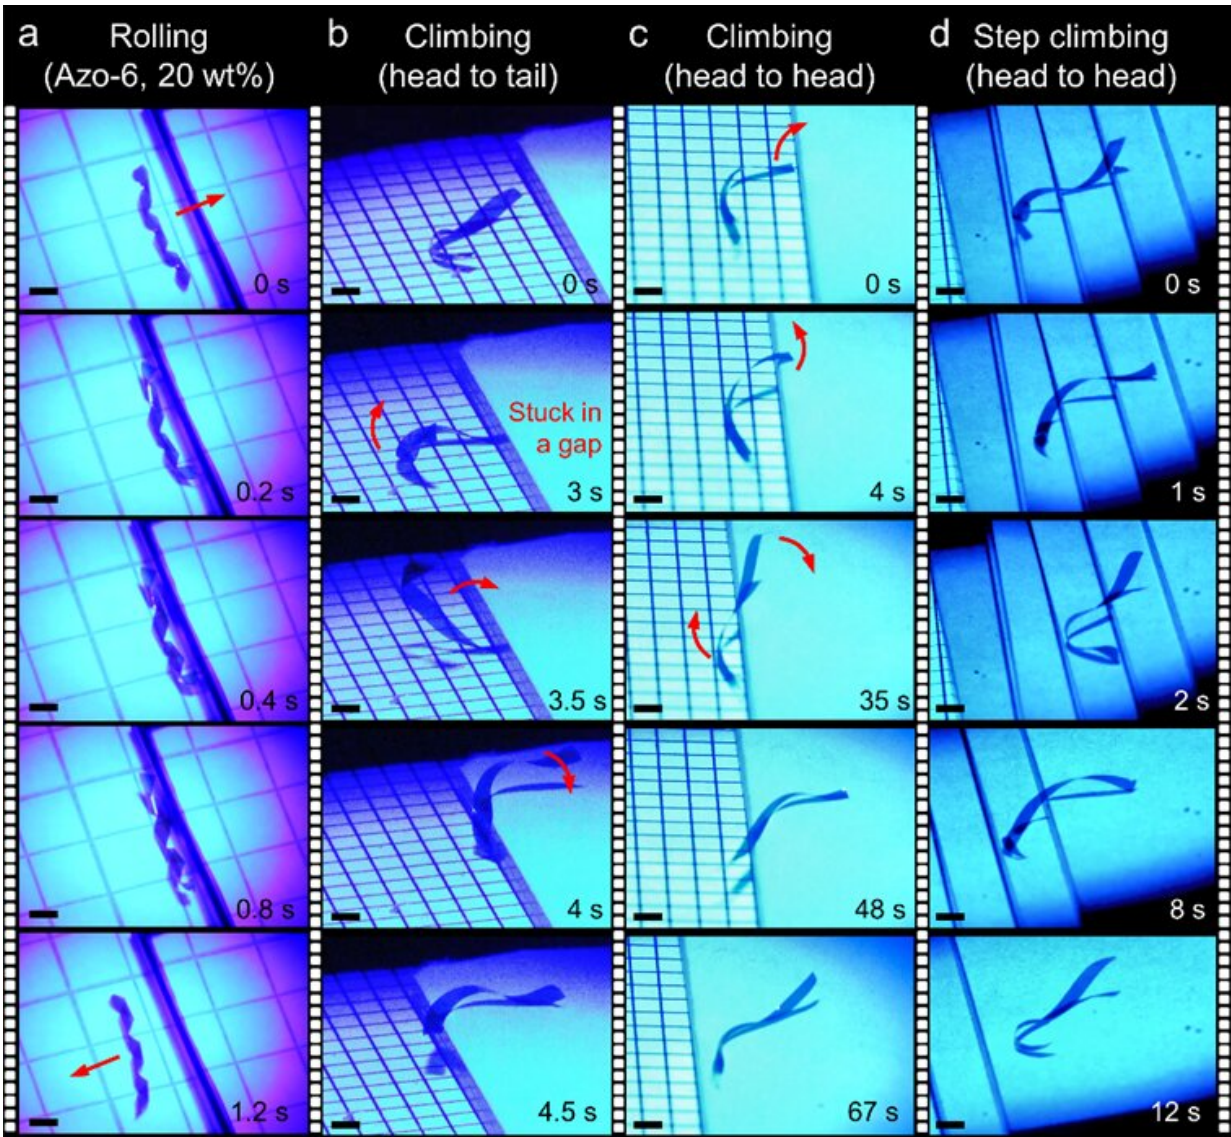 a Rolling
(Azo-6, 20 wt%)
b Climbing
(head to tail)
c Climbing
(head to head)
d Step climbing
(head to head)
0 s
0 s
0 s
0 s
0.2 s
Stuck in
a gap
3 s
4 s
1 s
0.4 s
3.5 s
35 s
2 s
0.8 s
4 s
48 s
8 s
1.2 s
4.5 s
67 s
12 s